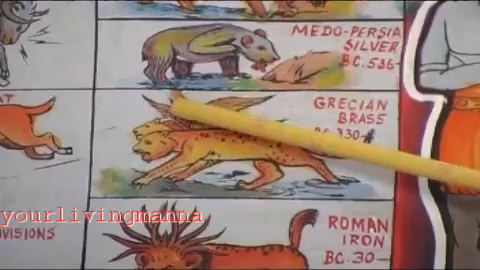 MEDO-PERSIA
SILVER
BC. 536-
GRECIAN
BRASS
BC 330-
yourlivingmanna
VISIONS
ROMAN
IRON
BC. 30-